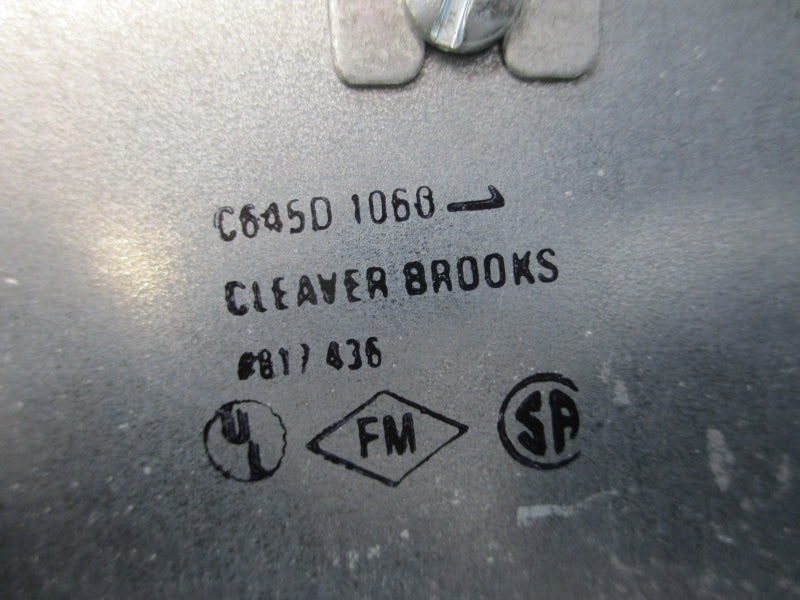 C645D 1060
CLEAVER BROOKS
#817 436
UL FM SA